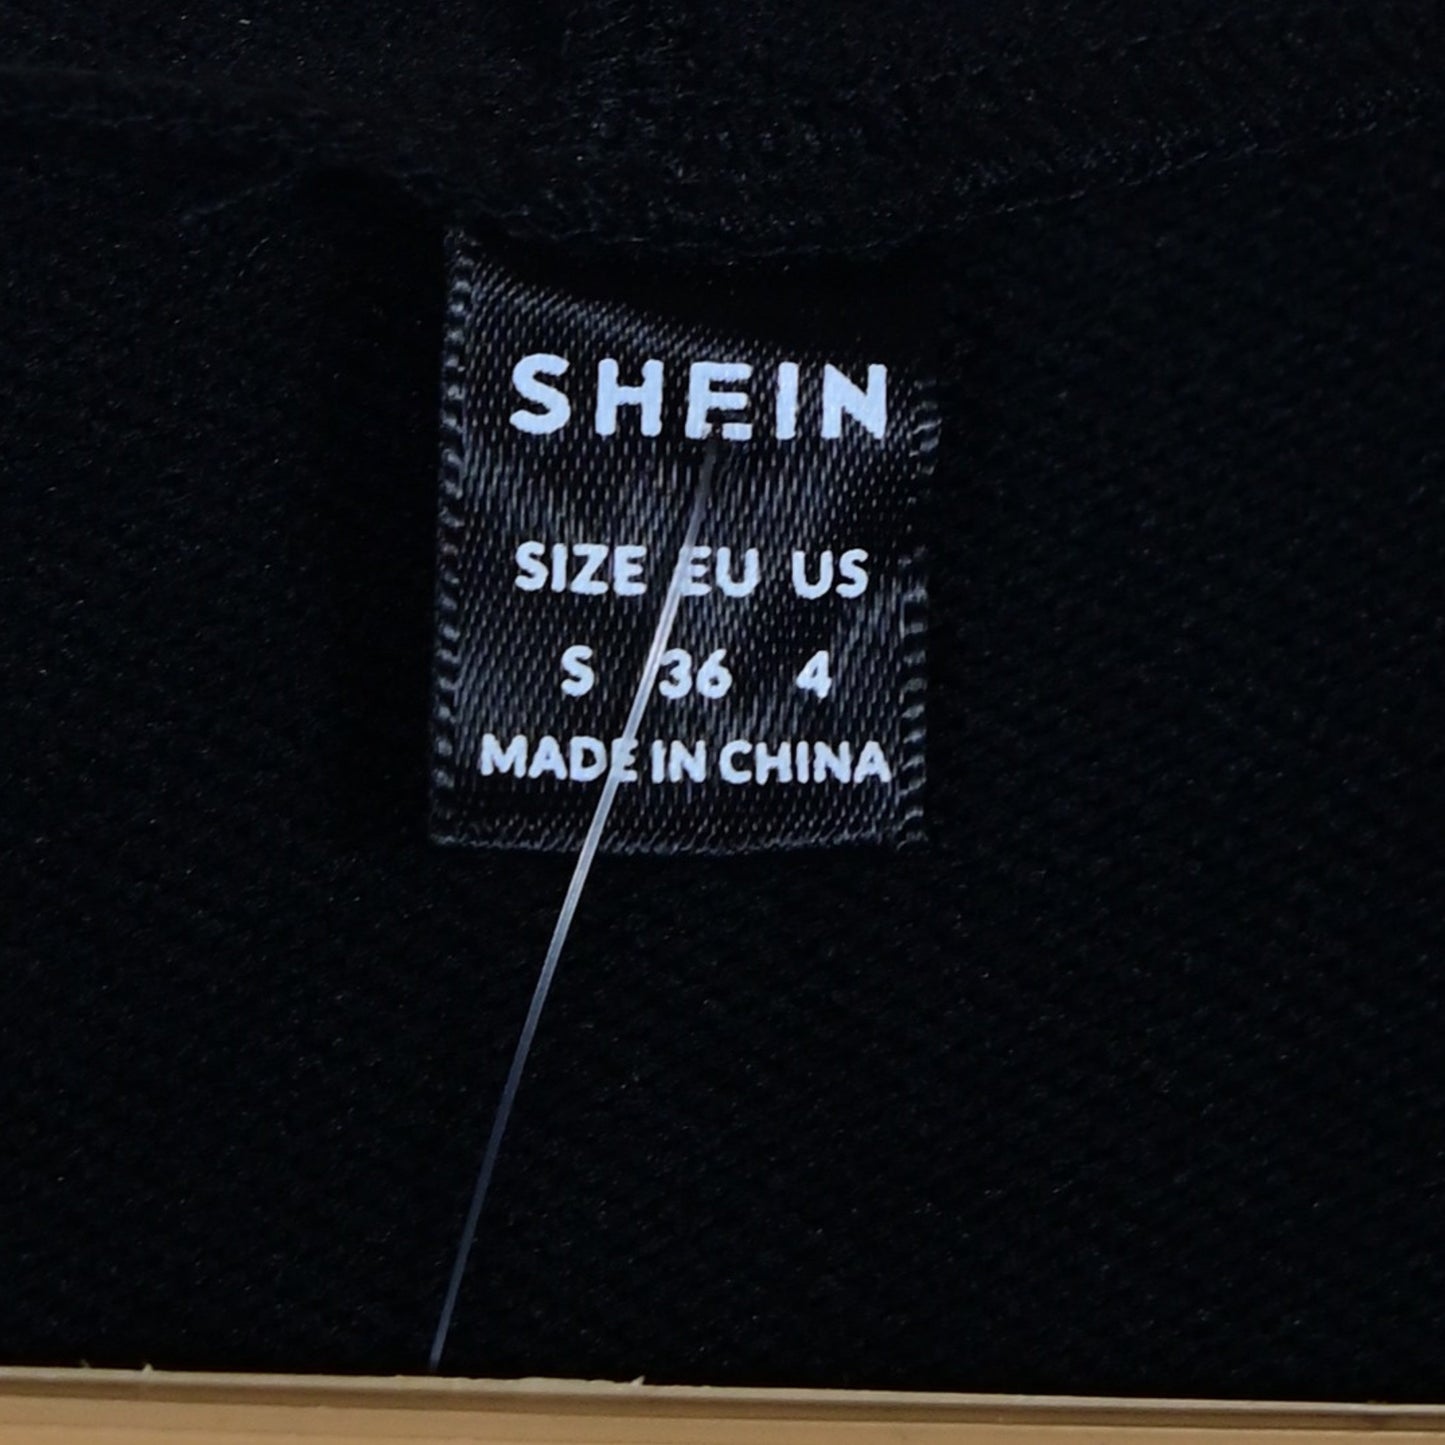 SHEIN
SIZE EU US
S 36 4
MADE IN CHINA